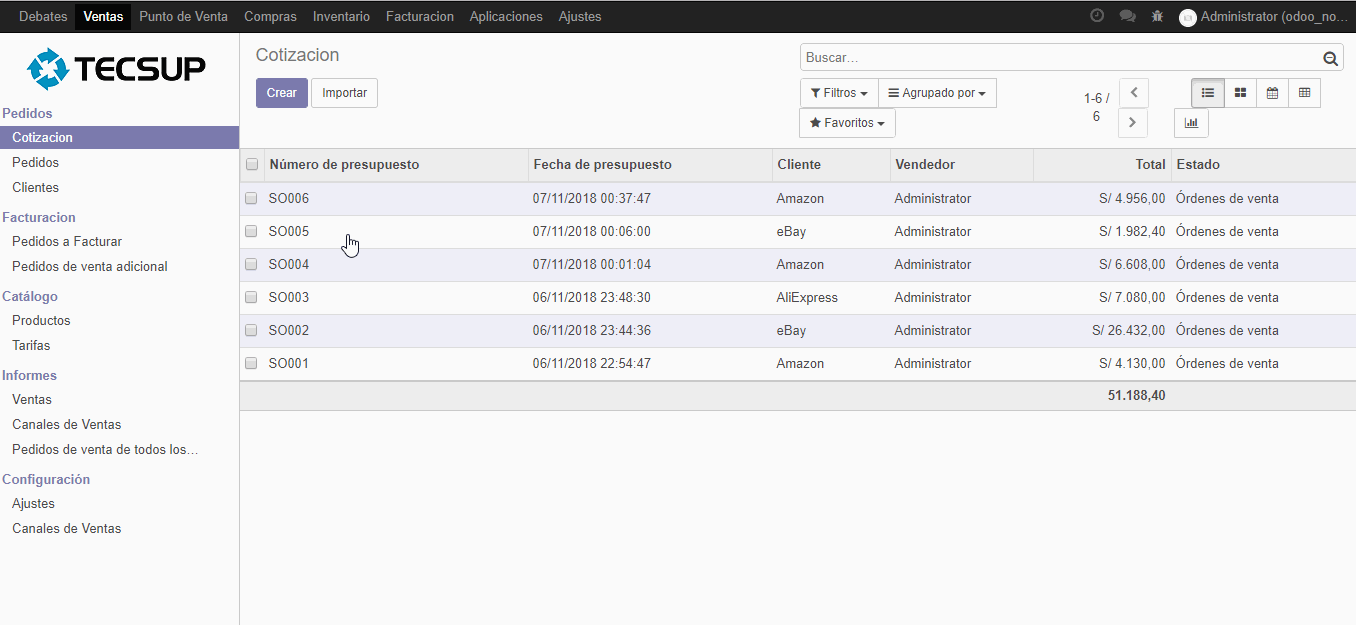 Debates Ventas Punto de Venta Compras Inventario Facturacion Aplicaciones Ajustes Administrator (odoo_no...
TECSUP
Pedidos
Cotizacion
Pedidos
Clientes
Facturacion
Pedidos a Facturar
Pedidos de venta adicional
Catálogo
Productos
Tarifas
Informes
Ventas
Canales de Ventas
Pedidos de venta de todos los...
Configuración
Ajustes
Canales de Ventas
Cotizacion
Buscar...
Crear Importar
Filtros Agrupado por
Favoritos
1-6 /
6
Número de presupuesto Fecha de presupuesto Cliente Vendedor Total Estado
SO006 07/11/2018 00:37:47 Amazon Administrator S/ 4.956,00 Órdenes de venta
SO005 07/11/2018 00:06:00 eBay Administrator S/ 1.982,40 Órdenes de venta
SO004 07/11/2018 00:01:04 Amazon Administrator S/ 6.608,00 Órdenes de venta
SO003 06/11/2018 23:48:30 AliExpress Administrator S/ 7.080,00 Órdenes de venta
SO002 06/11/2018 23:44:36 eBay Administrator S/ 26.432,00 Órdenes de venta
SO001 06/11/2018 22:54:47 Amazon Administrator S/ 4.130,00 Órdenes de venta
51.188,40